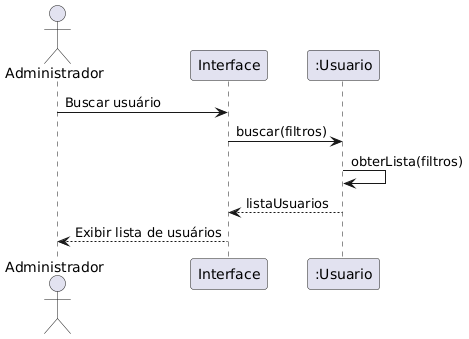 Administrador
Interface
:Usuario
Buscar usuário
buscar(filtros)
obterLista(filtros)
listaUsuarios
Exibir lista de usuários
Administrador
Interface
:Usuario